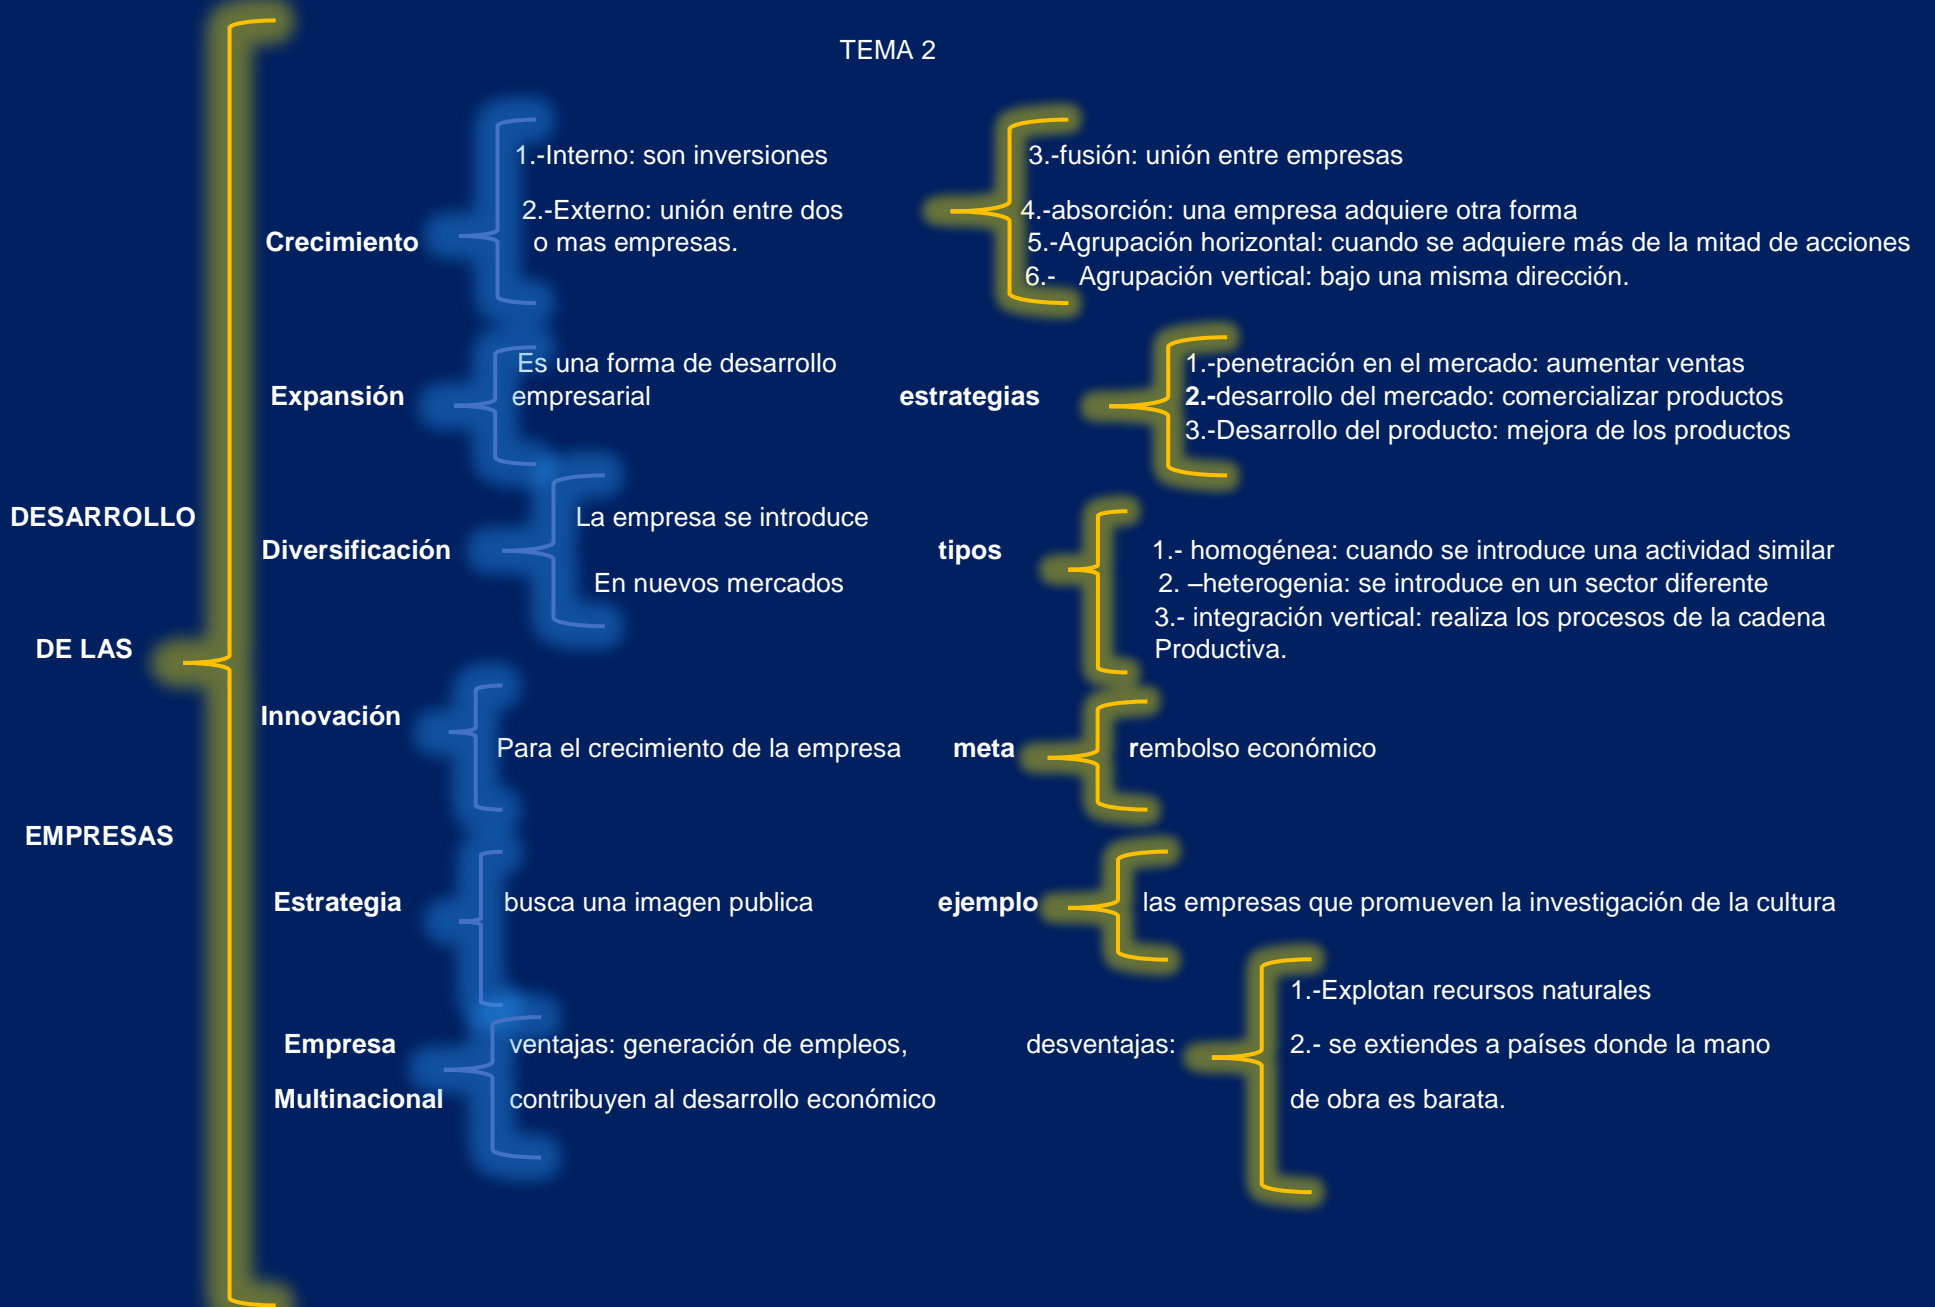 TEMA 2
DESARROLLO
DE LAS
EMPRESAS
Crecimiento
1.-Interno: son inversiones
2.-Externo: unión entre dos
o mas empresas.
3.-fusión: unión entre empresas
4.-absorción: una empresa adquiere otra forma
5.-Agrupación horizontal: cuando se adquiere más de la mitad de acciones
6.- Agrupación vertical: bajo una misma dirección.
Expansión
Es una forma de desarrollo
empresarial
estrategias
1.-penetración en el mercado: aumentar ventas
2.-desarrollo del mercado: comercializar productos
3.-Desarrollo del producto: mejora de los productos
Diversificación
La empresa se introduce
En nuevos mercados
tipos
1.- homogénea: cuando se introduce una actividad similar
2. –heterogenia: se introduce en un sector diferente
3.- integración vertical: realiza los procesos de la cadena
Productiva.
Innovación
Para el crecimiento de la empresa
meta
rembolso económico
Estrategia
busca una imagen publica
ejemplo
las empresas que promueven la investigación de la cultura
Empresa
Multinacional
ventajas: generación de empleos,
contribuyen al desarrollo económico
desventajas:
1.-Explotan recursos naturales
2.- se extiendes a países donde la mano
de obra es barata.